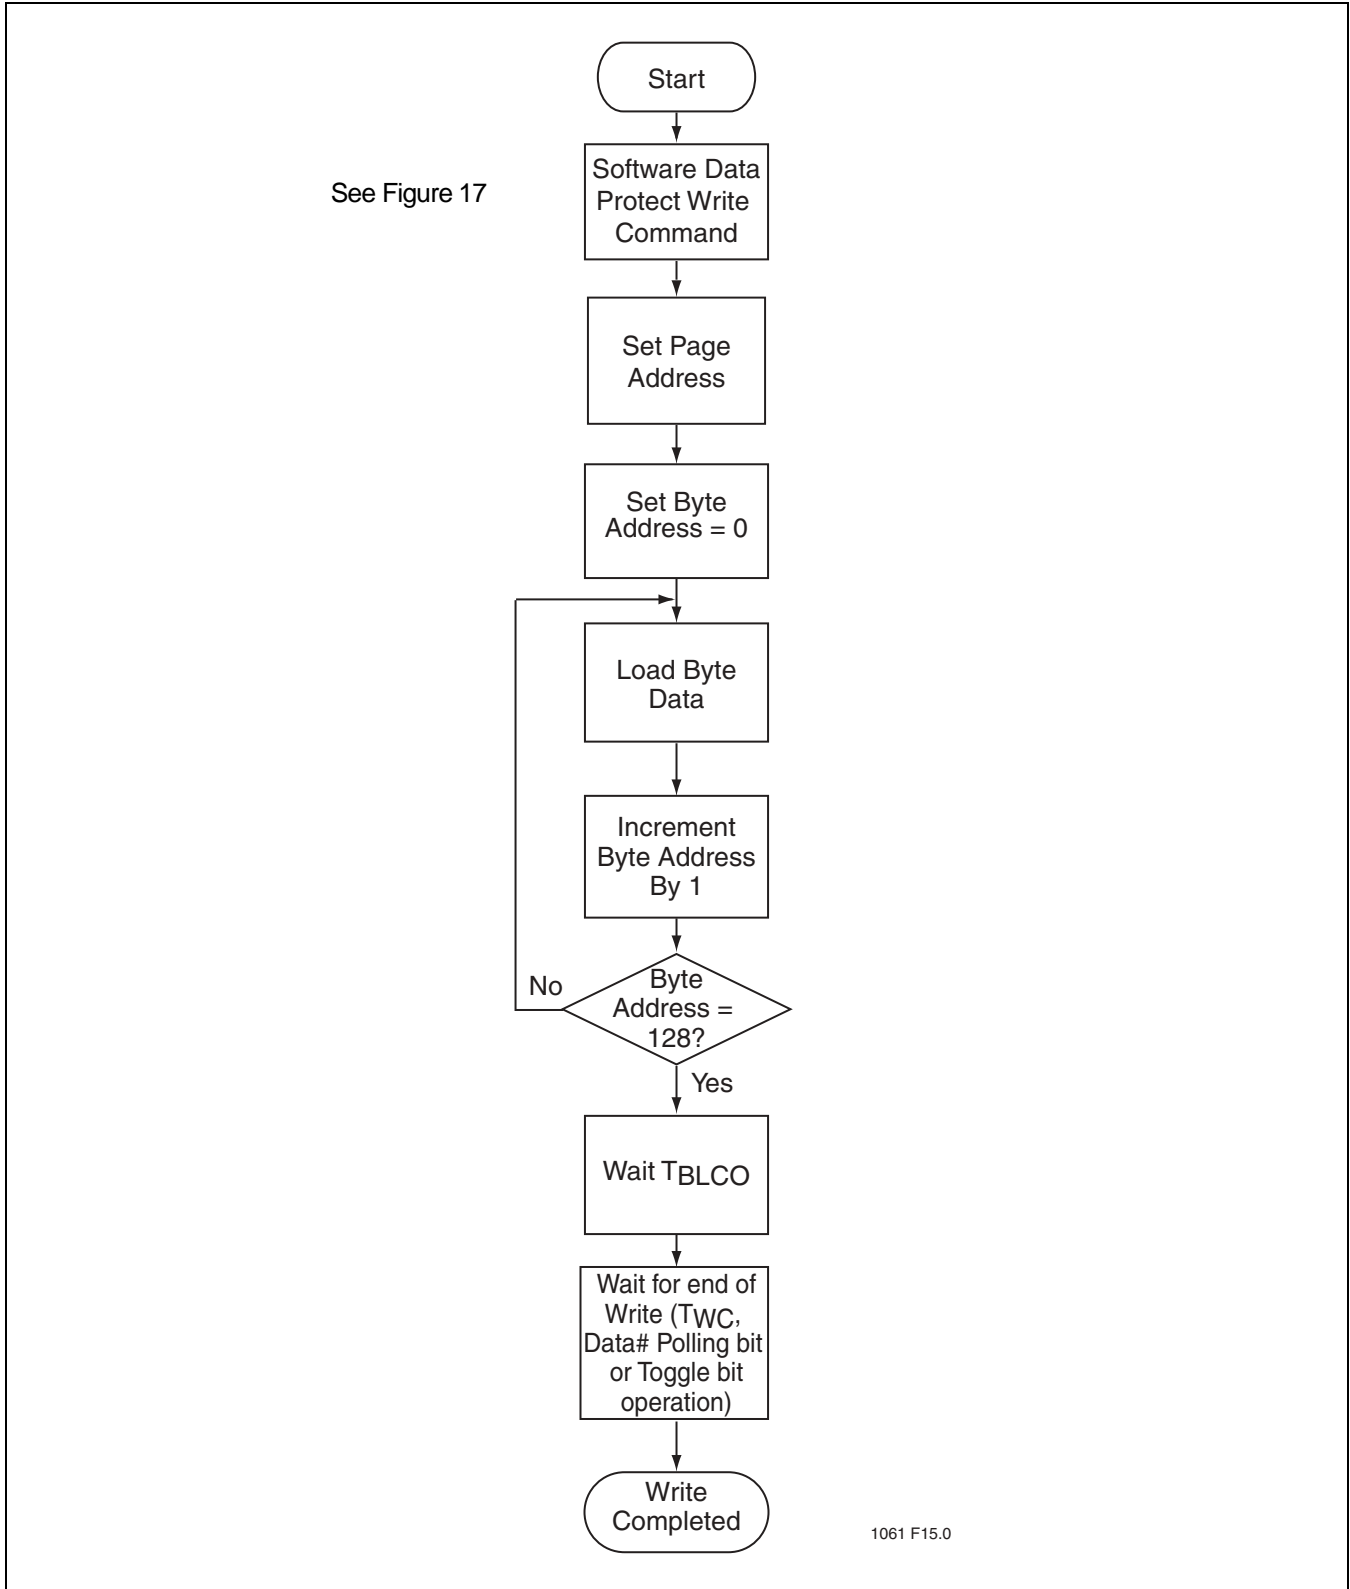 Start
See Figure 17
Software Data
Protect Write
Command
Set Page
Address
Set Byte
Address = 0
Load Byte
Data
Increment
Byte Address
By 1
No
Byte
Address =
128?
Yes
Wait TBLCO
Wait for end of
Write (TWC,
Data# Polling bit
or Toggle bit
operation)
Write
Completed
1061 F15.0